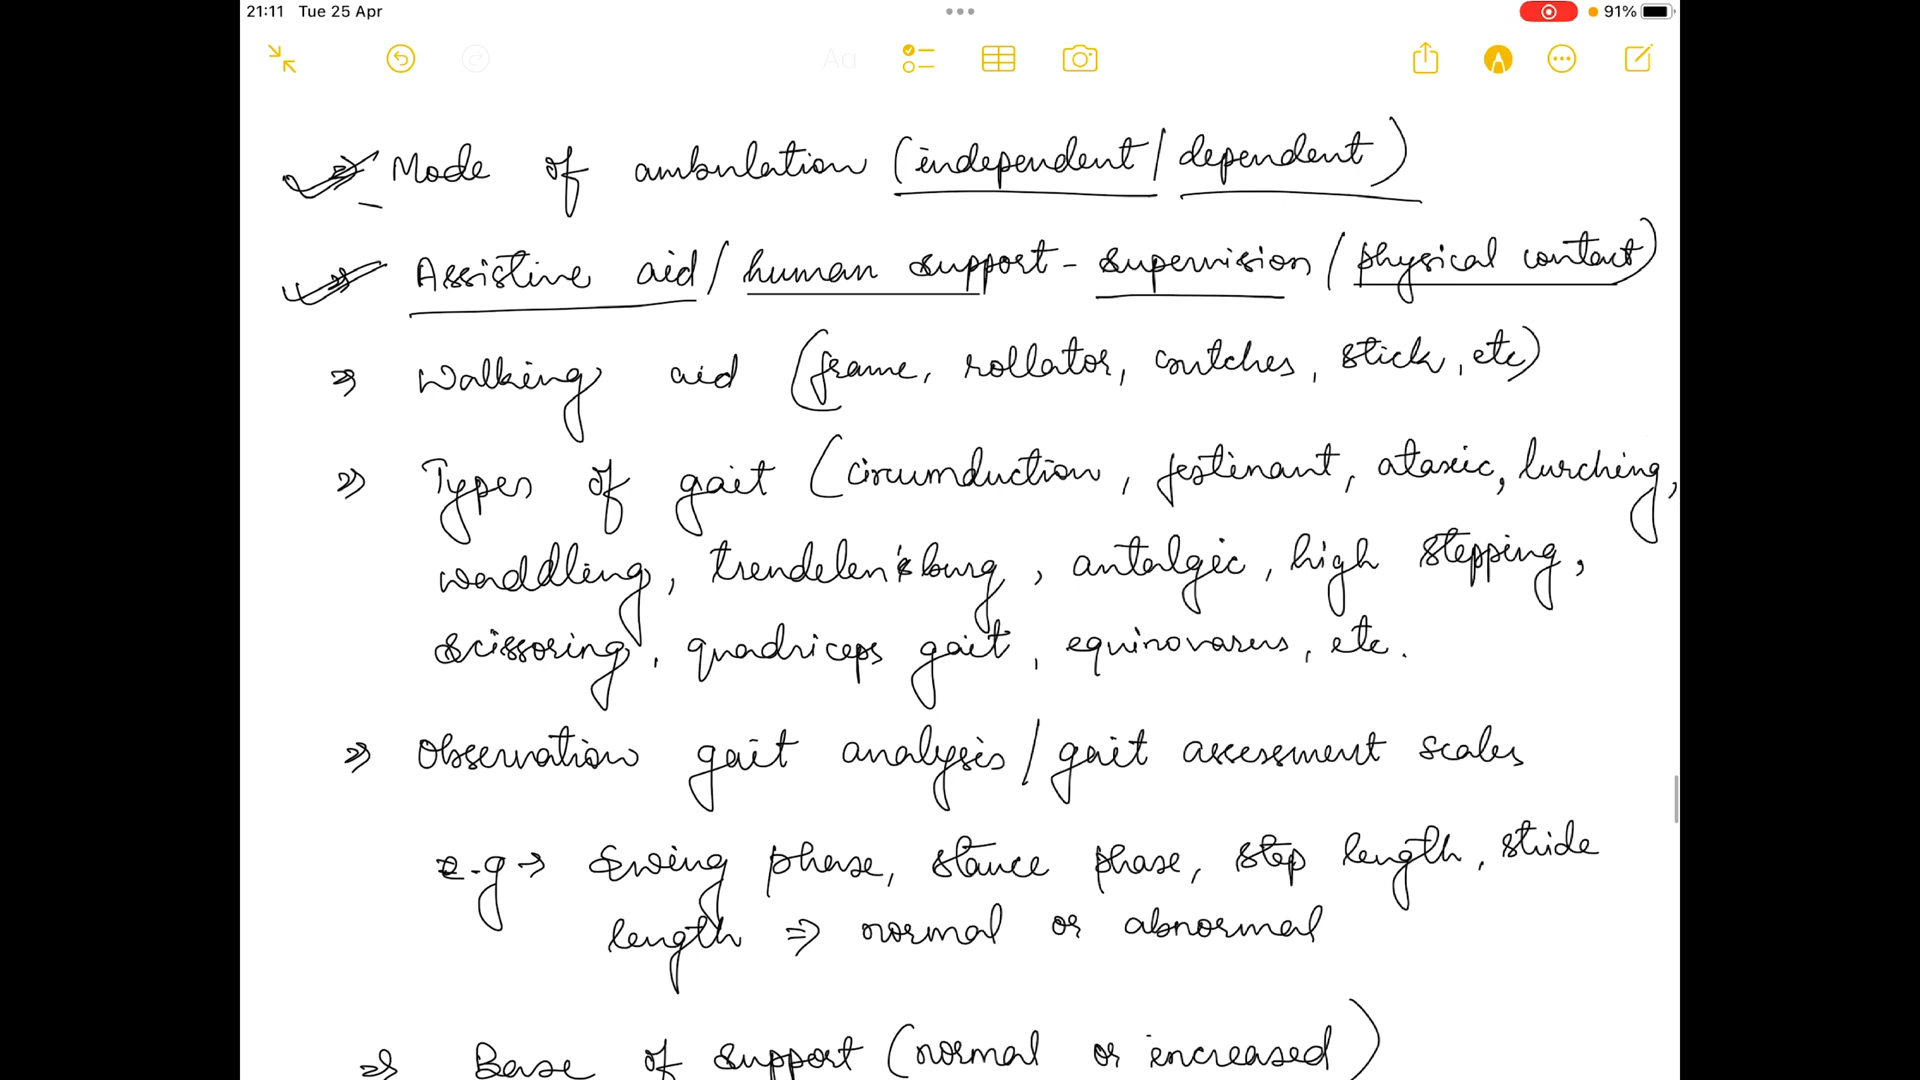 21:11 Tue 25 Apr
91%
Aa
⇒ Mode of ambulation (independent / dependent)
⇒ Assistive aid / human support - supervision / physical contact)
⇒ Walking aid (frame, rollator, crutches, stick, etc)
⇒ Types of gait (circumduction, festinant, ataxic, lurching,
waddling, trendelen's burg, antalgic, high stepping,
scissoring, quadriceps gait, equinovarus, etc.
⇒ Observation gait analysis / gait assessment scales
e.g → Swing phase, stance phase, step length, stride
length ⇒ normal or abnormal
⇒ Base of support (normal or increased)